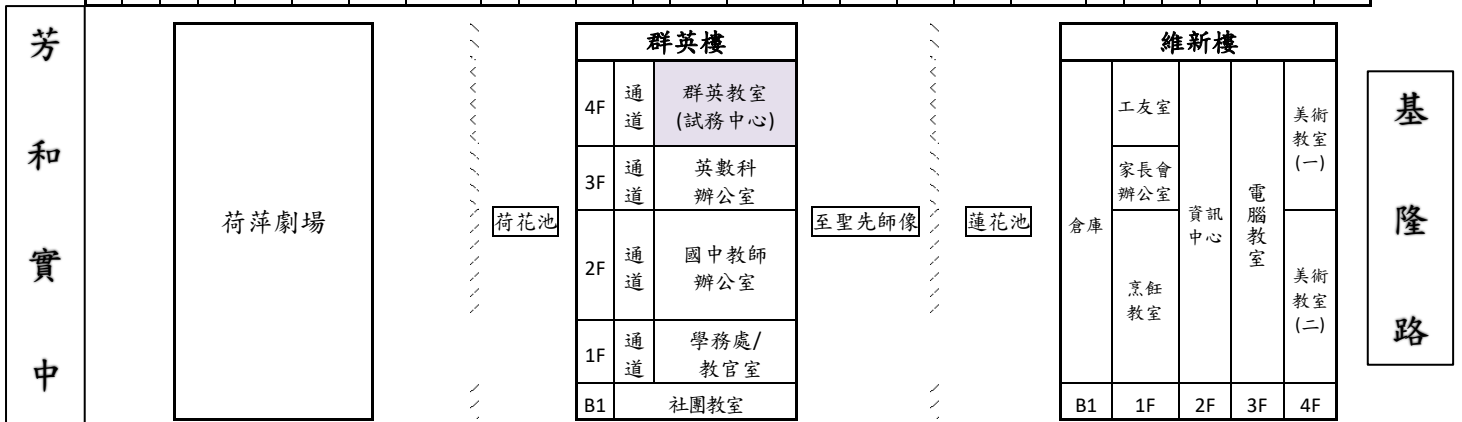 芳和實中
荷萍劇場
荷花池
群英樓
4F 通道 群英教室
(試務中心)
3F 通道 英數科
辦公室
2F 通道 國中教師
辦公室
1F 通道 學務處/
教官室
B1 社團教室
至聖先師像
蓮花池
維新樓
倉庫
工友室
家長會
辦公室
烹飪
教室
資訊
中心
電腦教室
美術
教室
(一)
美術
教室
(二)
B1 1F 2F 3F 4F
基隆路